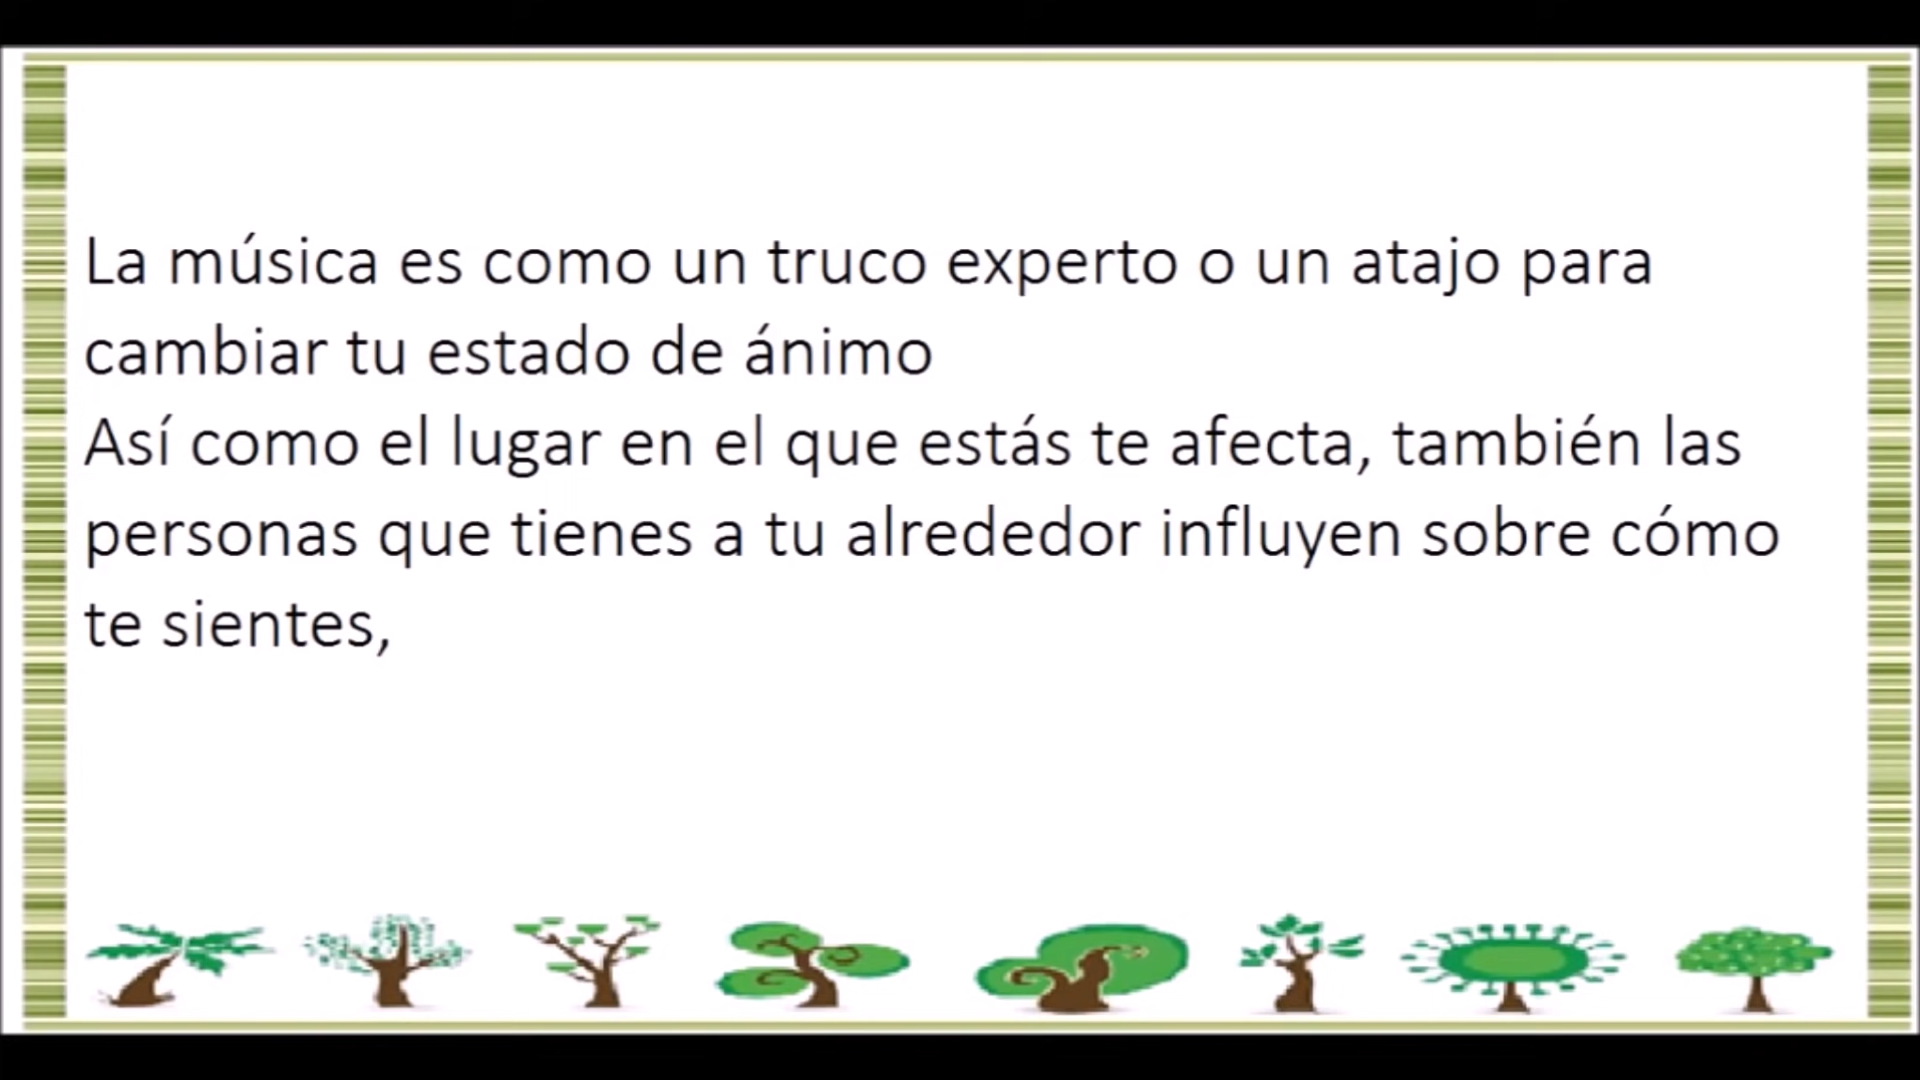 La música es como un truco experto o un atajo para
cambiar tu estado de ánimo
Así como el lugar en el que estás te afecta, también las
personas que tienes a tu alrededor influyen sobre cómo
te sientes,